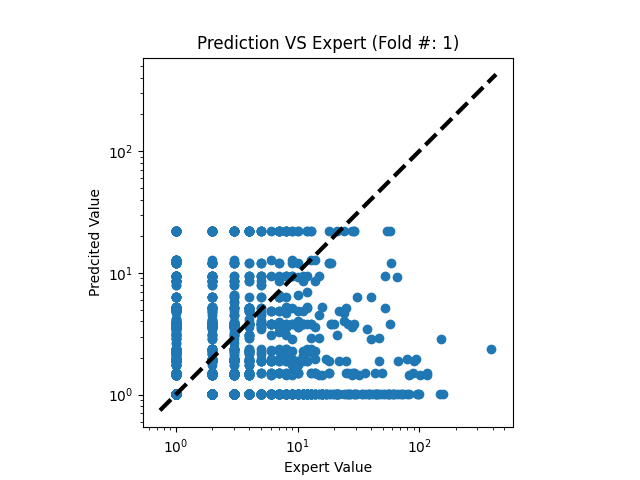 Prediction VS Expert (Fold #: 1)
Predcited Value
10²
10¹
10⁰
10⁰ 10¹ 10²
Expert Value